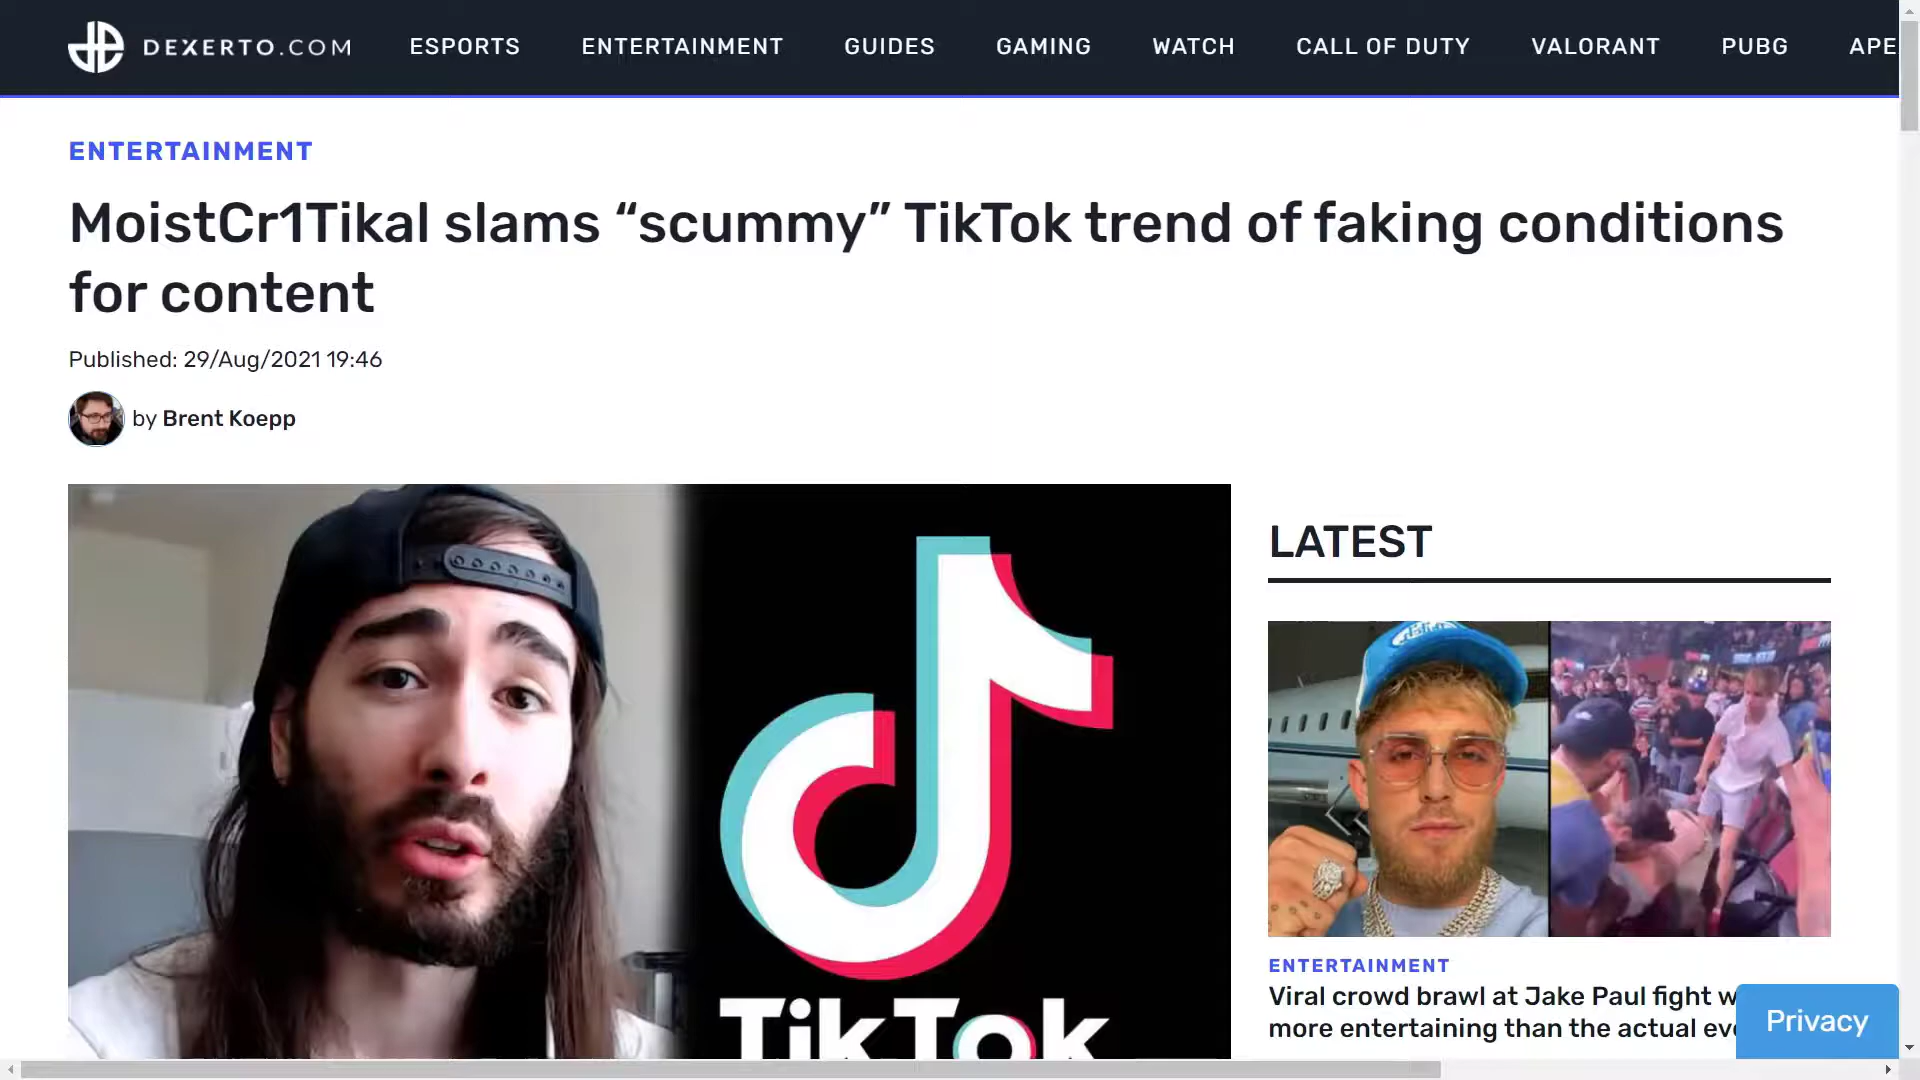 DEXERTO.COM ESPORTS ENTERTAINMENT GUIDES GAMING WATCH CALL OF DUTY VALORANT PUBG APE
ENTERTAINMENT
MoistCr1Tikal slams “scummy” TikTok trend of faking conditions
for content
Published: 29/Aug/2021 19:46
by Brent Koepp
TikTok
LATEST
ENTERTAINMENT
Viral crowd brawl at Jake Paul fight w
more entertaining than the actual eve
Privacy